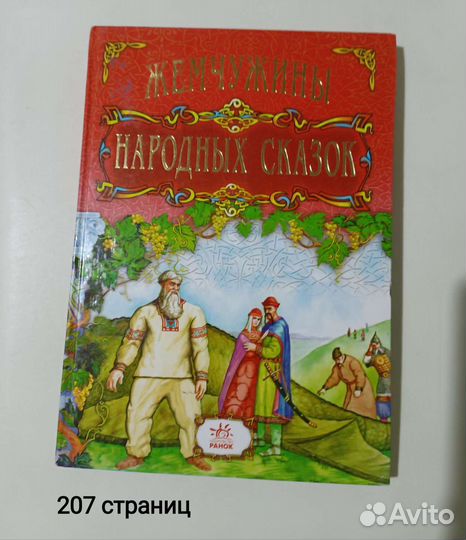 ЖЕМЧУЖИНЫ
НАРОДНЫХ СКАЗОК
РАНОК
207 страниц
Avito